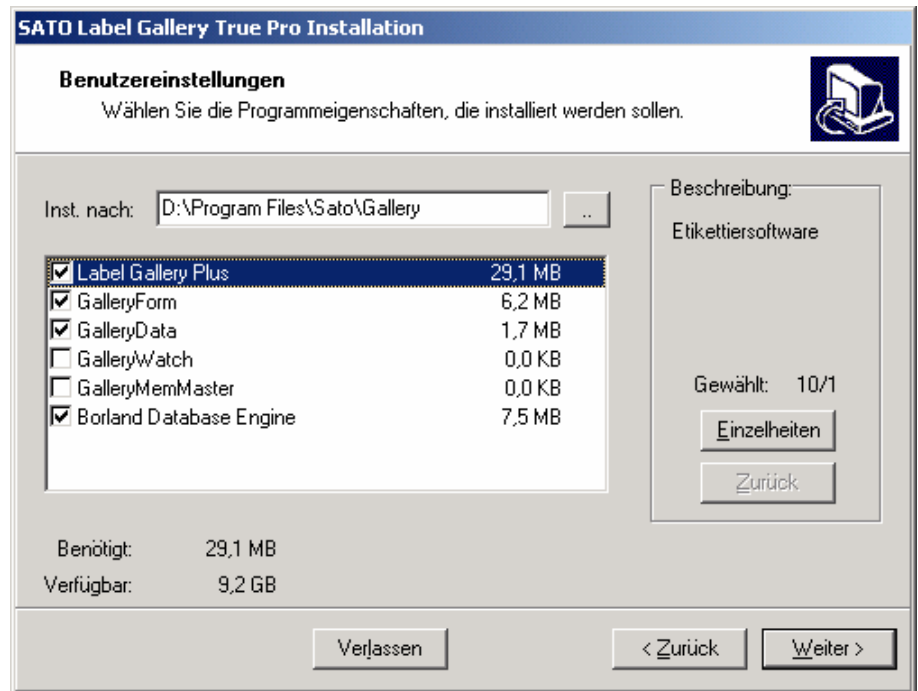 SATO Label Gallery True Pro Installation
Benutzereinstellungen
Wählen Sie die Programmeigenschaften, die installiert werden sollen.
Inst. nach: D:\Program Files\Sato\Gallery ..
Label Gallery Plus 29,1 MB
GalleryForm 6,2 MB
GalleryData 1,7 MB
GalleryWatch 0,0 KB
GalleryMemMaster 0,0 KB
Borland Database Engine 7,5 MB
Beschreibung:
Etikettiersoftware
Gewählt: 10/1
Einzelheiten
Zurück
Benötigt: 29,1 MB
Verfügbar: 9,2 GB
Verlassen < Zurück Weiter >